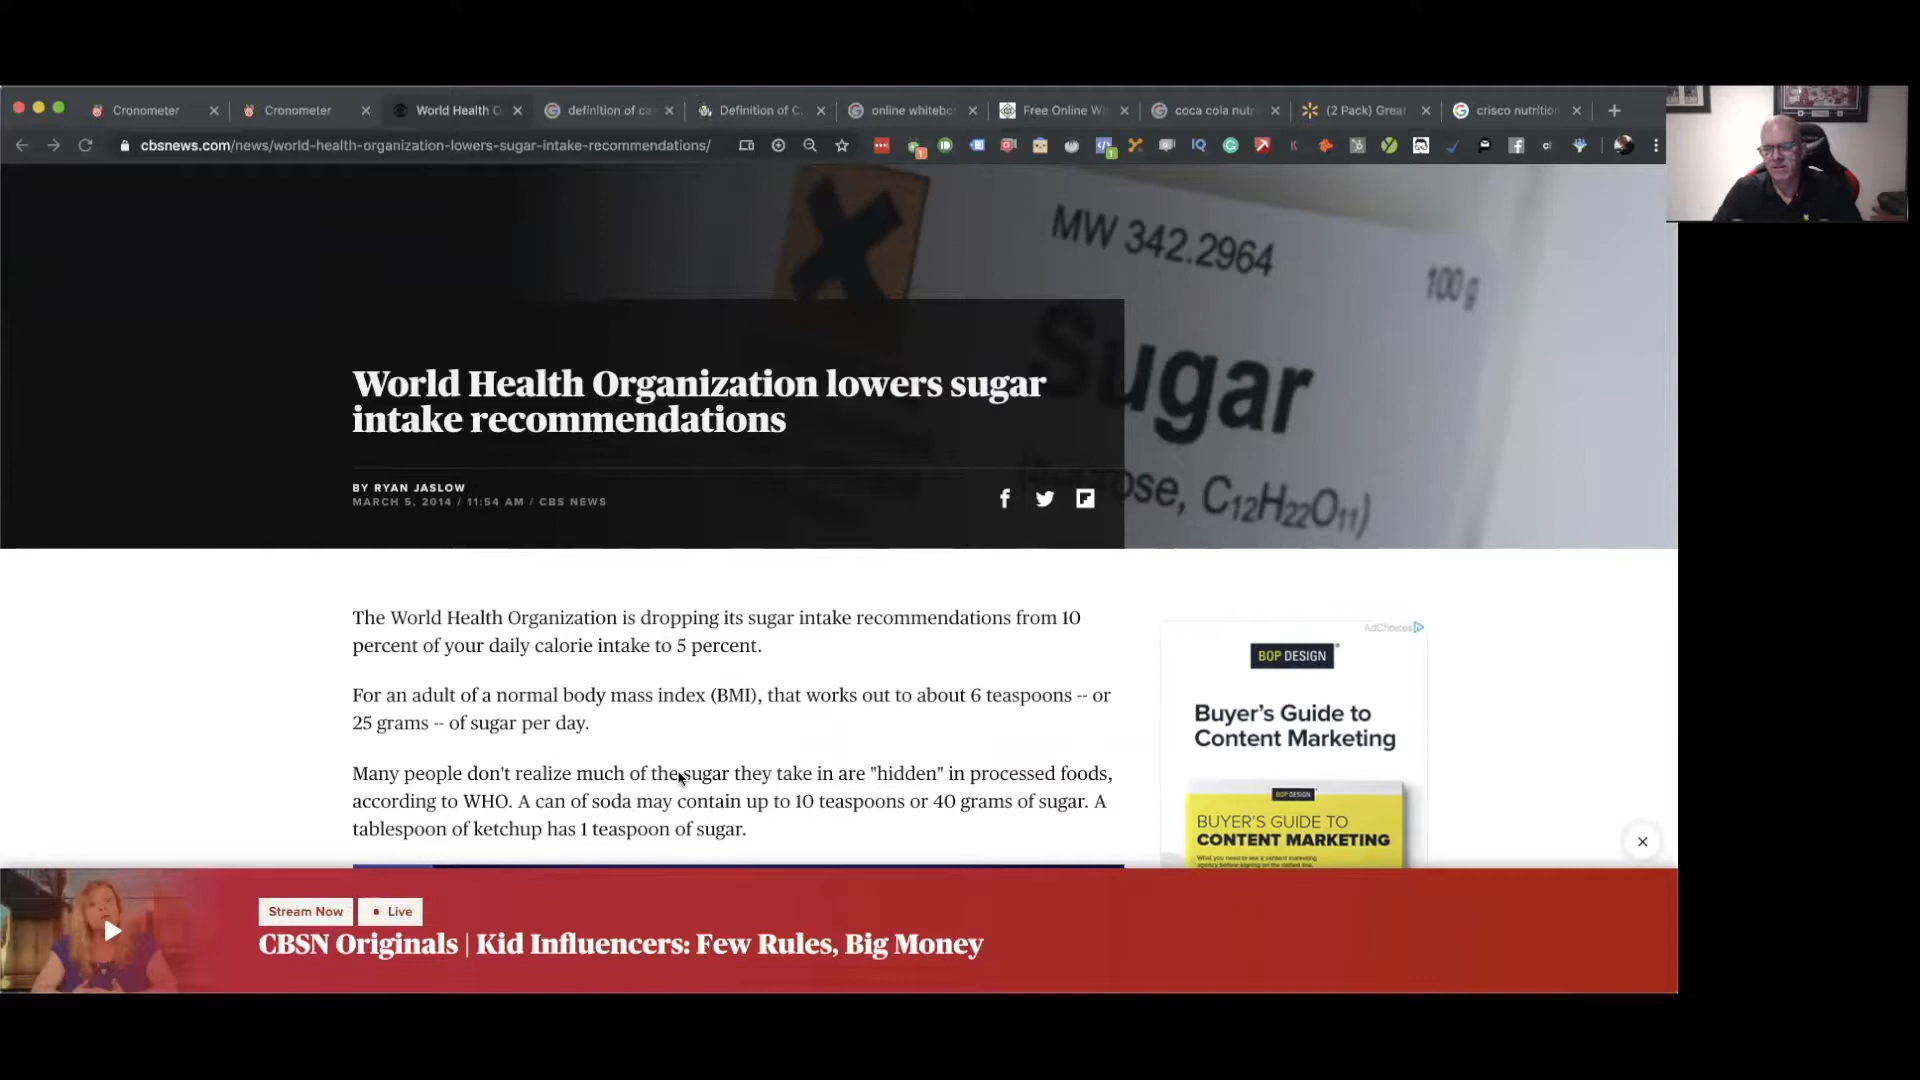 Cronometer
Cronometer
World Health O
definition of ca
Definition of C
online whitebo
Free Online W
coca cola nutr
(2 Pack) Grea
crisco nutrition
cbsnews.com/news/world-health-organization-lowers-sugar-intake-recommendations/
MW 342.2964
100 g
Sugar
C12H22O11)
World Health Organization lowers sugar
intake recommendations
BY RYAN JASLOW
MARCH 5, 2014 / 11:54 AM / CBS NEWS
The World Health Organization is dropping its sugar intake recommendations from 10
percent of your daily calorie intake to 5 percent.
For an adult of a normal body mass index (BMI), that works out to about 6 teaspoons -- or
25 grams -- of sugar per day.
Many people don't realize much of the sugar they take in are "hidden" in processed foods,
according to WHO. A can of soda may contain up to 10 teaspoons or 40 grams of sugar. A
tablespoon of ketchup has 1 teaspoon of sugar.
AdChoices
BOP DESIGN
Buyer's Guide to
Content Marketing
BOP DESIGN
BUYER'S GUIDE TO
CONTENT MARKETING
Stream Now
Live
CBSN Originals | Kid Influencers: Few Rules, Big Money